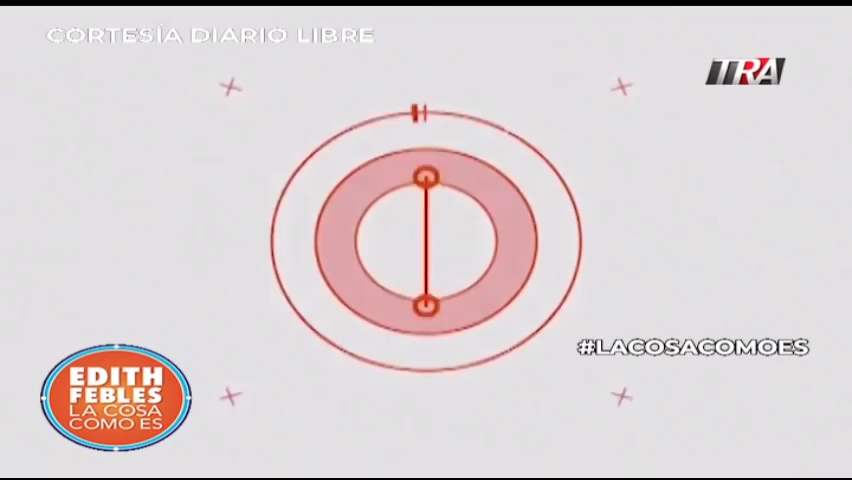 CORTESÍA DIARIO LIBRE
TRA
#LACOSACOMOES
EDITH
FEBLES
LA COSA
COMO ES